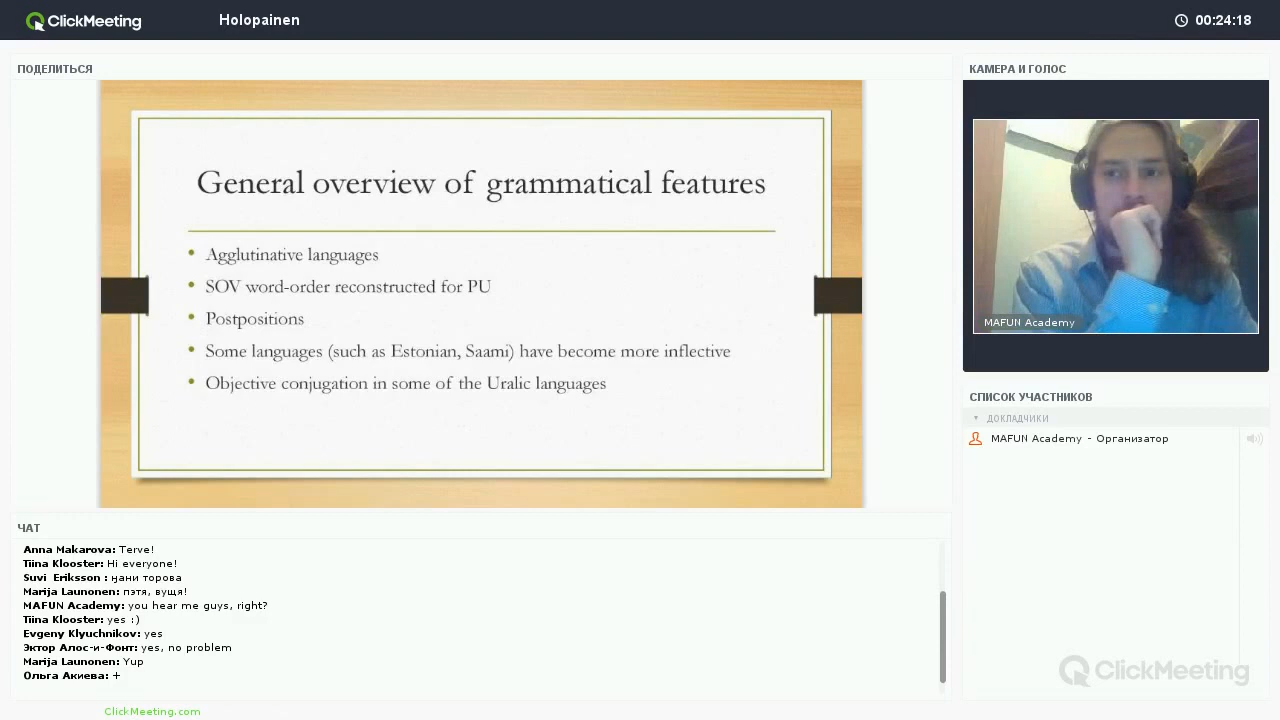 ClickMeeting
Holopainen
00:24:18
ПОДЕЛИТЬСЯ
General overview of grammatical features
• Agglutinative languages
• SOV word-order reconstructed for PU
• Postpositions
• Some languages (such as Estonian, Saami) have become more inflective
• Objective conjugation in some of the Uralic languages
КАМЕРА И ГОЛОС
MAFUN Academy
СПИСОК УЧАСТНИКОВ
ДОКЛАДЧИКИ
MAFUN Academy - Организатор
ЧАТ
Anna Makarova: Terve!
Tiina Klooster: Hi everyone!
Suvi Eriksson : ӈани торова
Marija Launonen: пэтя, вущя!
MAFUN Academy: you hear me guys, right?
Tiina Klooster: yes :)
Evgeny Klyuchnikov: yes
Эктор Алос-и-Фонт: yes, no problem
Marija Launonen: Yup
Ольга Акиева: +
ClickMeeting
ClickMeeting.com